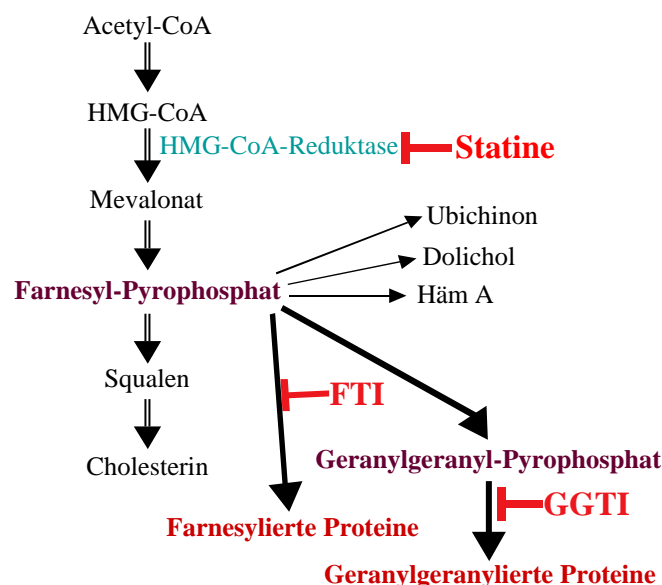 Acetyl-CoA
HMG-CoA
HMG-CoA-Reduktase
Statine
Mevalonat
Ubichinon
Dolichol
Farnesyl-Pyrophosphat
Häm A
Squalen
FTI
Cholesterin
Geranylgeranyl-Pyrophosphat
GGTI
Farnesylierte Proteine
Geranylgeranylierte Proteine